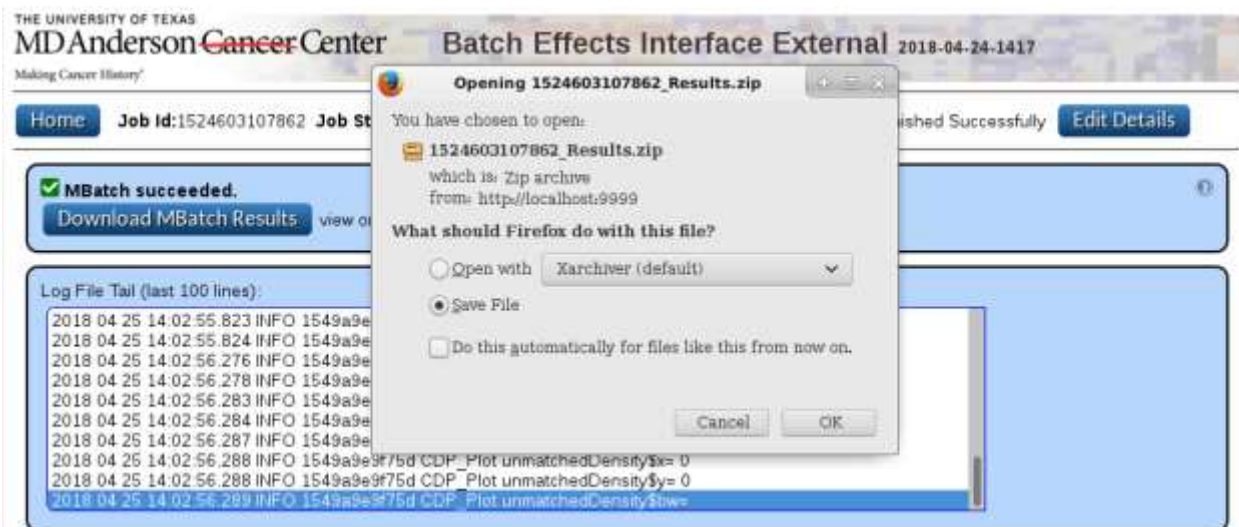 THE UNIVERSITY OF TEXAS
MD Anderson Cancer Center
Batch Effects Interface External 2018-04-24-1417
Making Cancer History®
Opening 1524603107862_Results.zip
Home Job Id:1524603107862 Job St
ished Successfully Edit Details
You have chosen to open:
1524603107862_Results.zip
which is: Zip archive
from: http://localhost:9999
MBatch succeeded.
Download MBatch Results view o
What should Firefox do with this file?
Open with Xarchiver (default)
Save File
Do this automatically for files like this from now on.
Cancel OK
Log File Tail (last 100 lines):
2018 04 25 14:02:55.823 INFO 1549a9e
2018 04 25 14:02:55.824 INFO 1549a9e
2018 04 25 14:02:56.276 INFO 1549a9e
2018 04 25 14:02:56.278 INFO 1549a9e
2018 04 25 14:02:56.283 INFO 1549a9e
2018 04 25 14:02:56.284 INFO 1549a9e
2018 04 25 14:02:56.287 INFO 1549a9e
2018 04 25 14:02:56.288 INFO 1549a9e9f75d CDP_Plot unmatchedDensity$x= 0
2018 04 25 14:02:56.288 INFO 1549a9e9f75d CDP_Plot unmatchedDensity$y= 0
2018 04 25 14:02:56.289 INFO 1549a9e9f75d CDP_Plot unmatchedDensity$bw=